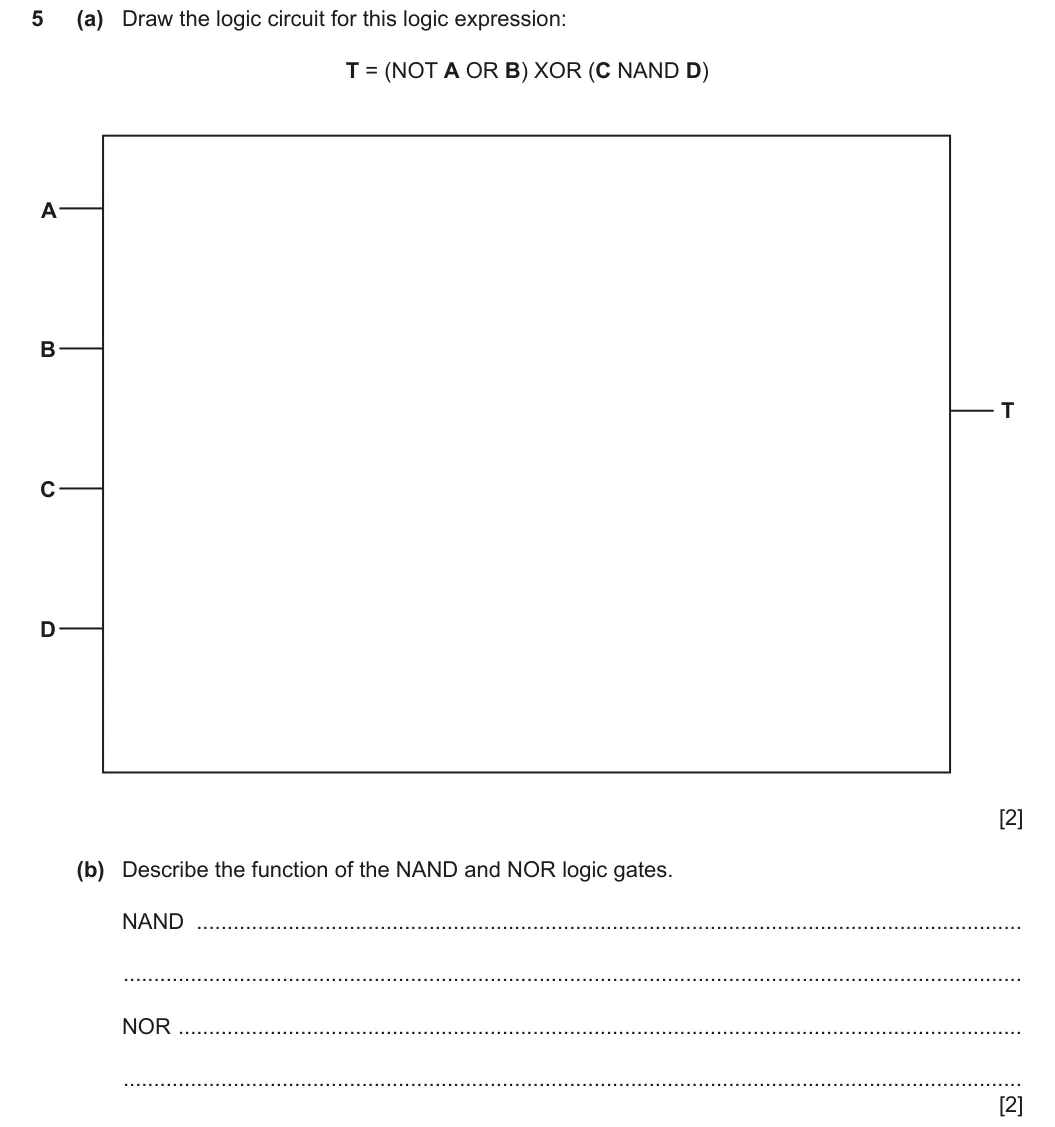 5 (a) Draw the logic circuit for this logic expression:
T = (NOT A OR B) XOR (C NAND D)
A
B
T
C
D
[2]
(b) Describe the function of the NAND and NOR logic gates.
NAND ................................................................
................................................................
NOR ................................................................
................................................................
[2]